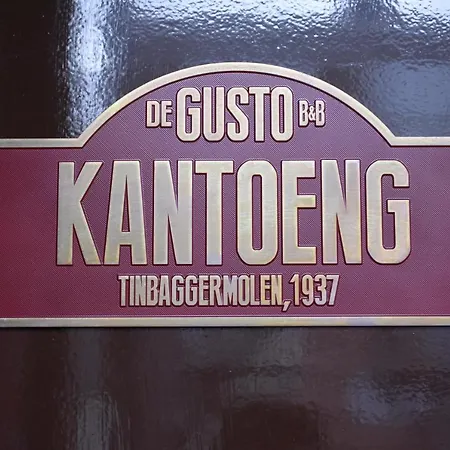 DE GUSTO B&B
KANTOENG
TINBAGGERMOLEN, 1937